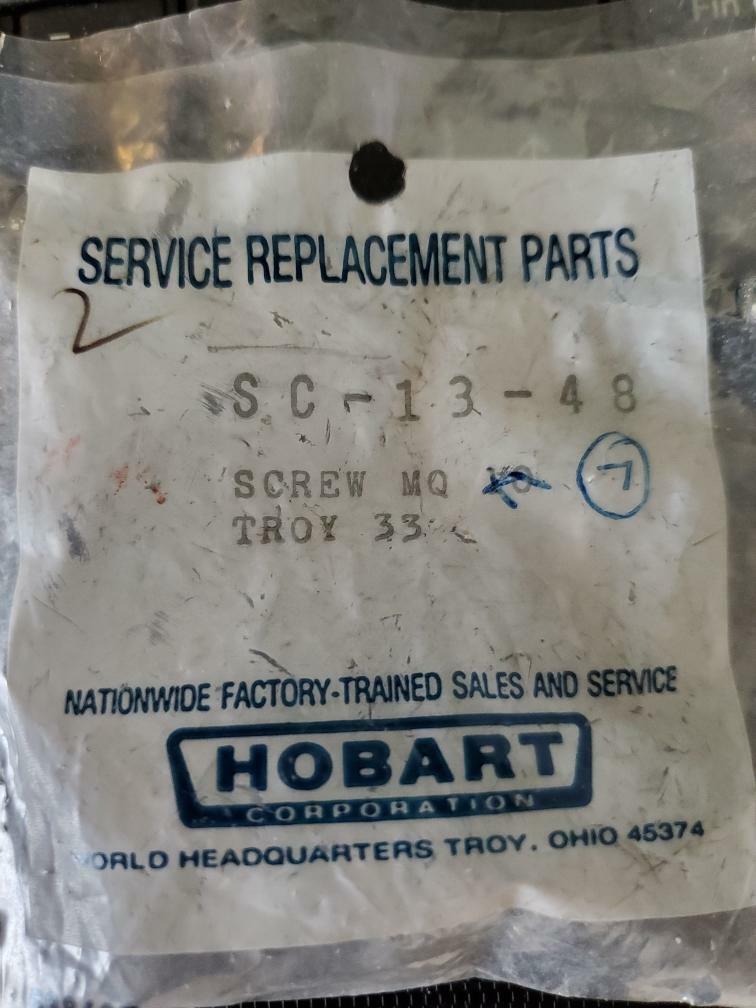 Fin
SERVICE REPLACEMENT PARTS
2
SC-13-48
SCREW MQ 7
TROY 33
NATIONWIDE FACTORY-TRAINED SALES AND SERVICE
HOBART
CORPORATION
WORLD HEADQUARTERS TROY, OHIO 45374